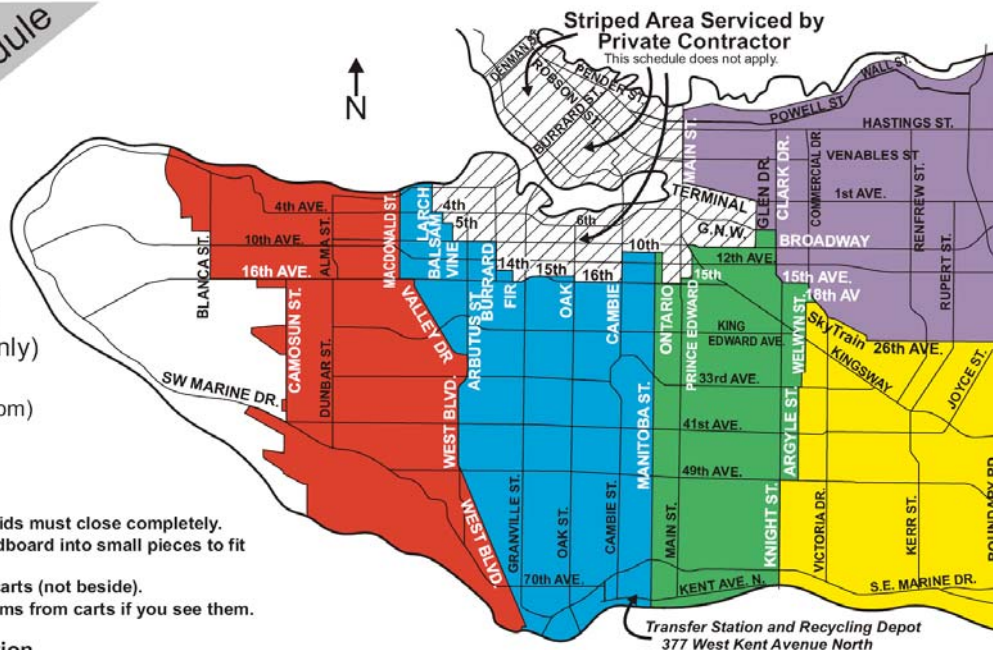 dule
Striped Area Serviced by
Private Contractor
This schedule does not apply.
N
DENMAN ST.
ROBSON ST.
PENDER ST.
BURRARD ST.
WALL ST.
POWELL ST
HASTINGS ST.
MAIN ST.
VENABLES ST
GLEN DR.
CLARK DR.
COMMERCIAL DR.
1st AVE.
RENFREW ST.
RUPERT ST.
TERMINAL
G.N.W.
BROADWAY
12th AVE.
15th AVE.
18th AV
4th AVE.
10th AVE.
16th AVE.
BLANCA ST.
ALMA ST.
MACDONALD ST.
LARCH
BALSAM
VINE
4th
5th
6th
10th
BURRARD
14th
FIR
15th
OAK
16th
CAMBIE
15th
ONTARIO
PRINCE EDWARD
KING
EDWARD AVE.
WELWYN ST.
SkyTrain
KINGSWAY
26th AVE.
JOYCE ST.
CAMOSUN ST.
DUNBAR ST.
VALLEY DR
ARBUTUS ST
WEST BLVD.
33rd AVE.
41st AVE.
49th AVE.
ARGYLE ST.
MANITOBA ST.
SW MARINE DR.
WEST BLVD.
GRANVILLE ST.
OAK ST.
CAMBIE ST.
MAIN ST.
KNIGHT ST.
VICTORIA DR.
KERR ST.
BOUNDARY RD.
70th AVE.
KENT AVE. N.
S.E. MARINE DR.
Transfer Station and Recycling Depot
377 West Kent Avenue North
nly)
om)
ids must close completely.
dboard into small pieces to fit
carts (not beside).
ms from carts if you see them.